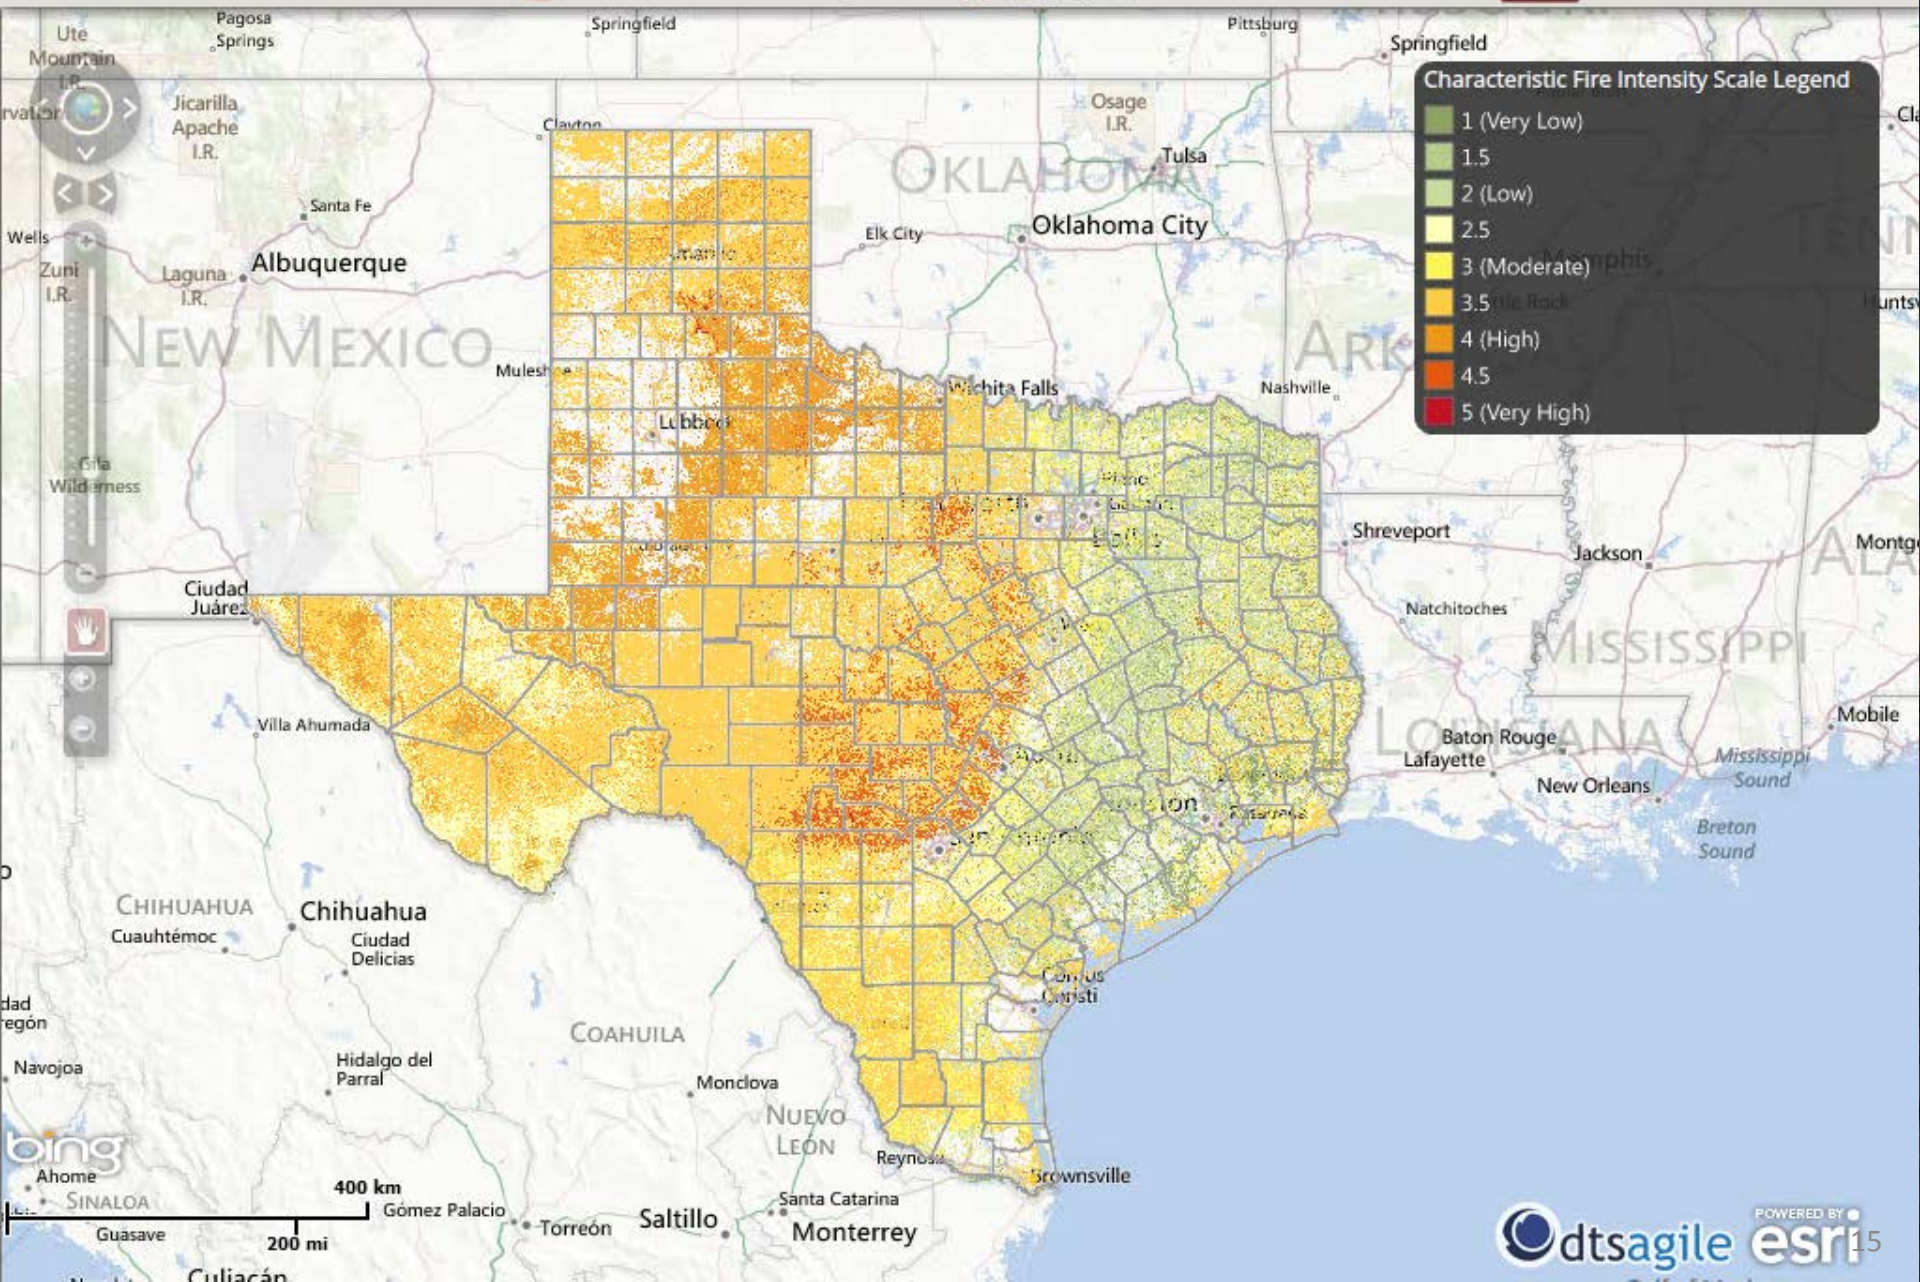 Pagosa
Springs
Springfield
Pittsburg
Springfield
Ute
Mountain
I.R.
Jicarilla
Apache
I.R.
Clayton
Osage
I.R.
OKLAHOMA
Tulsa
Characteristic Fire Intensity Scale Legend
1 (Very Low)
1.5
2 (Low)
2.5
3 (Moderate)
3.5
4 (High)
4.5
5 (Very High)
Santa Fe
Wells
Zuni
I.R.
Laguna
I.R.
Albuquerque
Elk City
Oklahoma City
Memphis
NEW MEXICO
Wichita Falls
Nashville
Lubbock
Gila
Wilderness
Shreveport
Jackson
Ciudad
Juárez
Natchitoches
MISSISSIPPI
Villa Ahumada
LOUISIANA
Baton Rouge
Lafayette
New Orleans
Mobile
Mississippi
Sound
Breton
Sound
CHIHUAHUA
Chihuahua
Cuauhtémoc
Ciudad
Delicias
Corpus
Christi
COAHUILA
Navojoa
Hidalgo del
Parral
Monclova
NUEVO
LEÓN
bing
Ahome
SINALOA
Guasave
400 km
200 mi
Gómez Palacio
Torreón
Saltillo
Santa Catarina
Monterrey
Reynosa
Brownsville
Culiacán
dtsagile
POWERED BY
esri
15